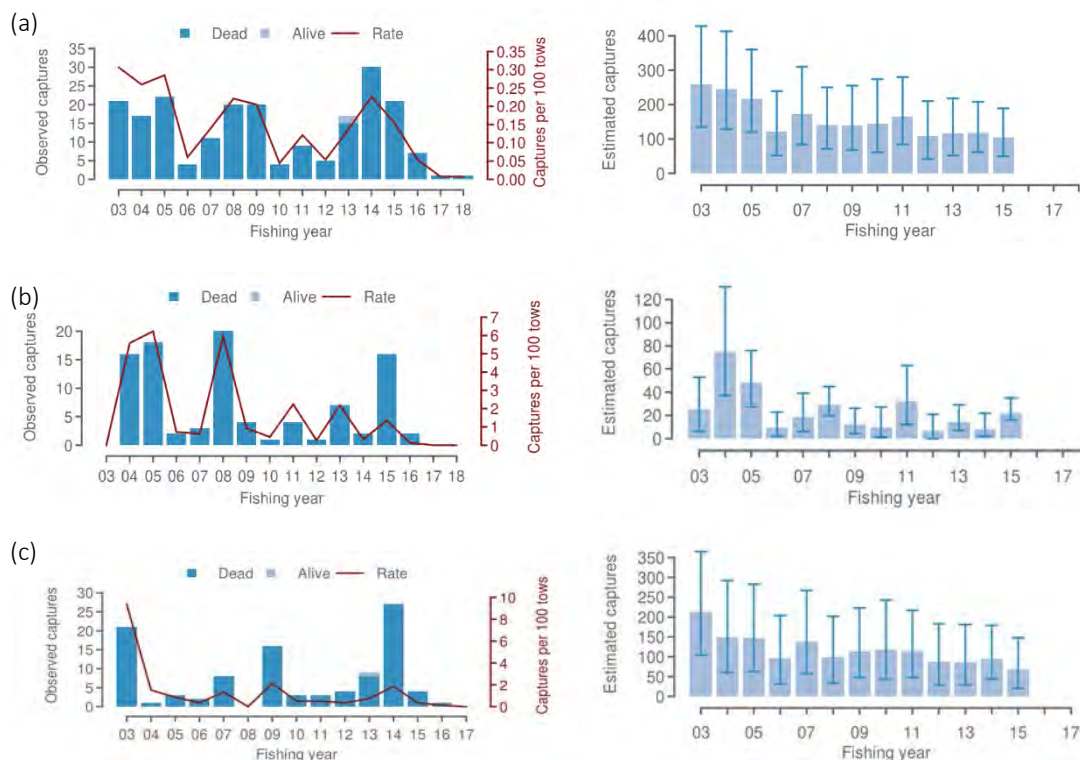 (a)
Dead Alive Rate
35
30
25
20
15
10
5
0
Observed captures
0.35
0.30
0.25
0.20
0.15
0.10
0.05
0.00
Captures per 100 tows
03 04 05 06 07 08 09 10 11 12 13 14 15 16 17 18
Fishing year
400
300
200
100
0
Estimated captures
03 05 07 09 11 13 15 17
Fishing year
(b)
Dead Alive Rate
20
15
10
5
0
Observed captures
7
6
5
4
3
2
1
0
Captures per 100 tows
03 04 05 06 07 08 09 10 11 12 13 14 15 16 17 18
Fishing year
120
100
80
60
40
20
0
Estimated captures
03 05 07 09 11 13 15 17
Fishing year
(c)
Dead Alive Rate
30
25
20
15
10
5
0
Observed captures
10
8
6
4
2
0
Captures per 100 tows
03 04 05 06 07 08 09 10 11 12 13 14 15 16 17
Fishing year
350
300
250
200
150
100
50
0
Estimated captures
03 05 07 09 11 13 15 17
Fishing year